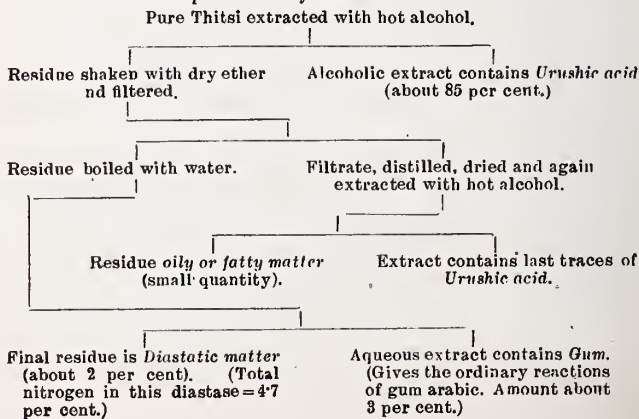 Pure Thitsi extracted with hot alcohol.
Residue shaken with dry ether
nd filtered.
Alcoholic extract contains Urushic acid
(about 85 per cent.)
Residue boiled with water.
Filtrate, distilled, dried and again
extracted with hot alcohol.
Residue oily or fatty matter
(small quantity).
Extract contains last traces of
Urushic acid.
Final residue is Diastatic matter
(about 2 per cent). (Total
nitrogen in this diastase=4·7
per cent.)
Aqueous extract contains Gum.
(Gives the ordinary reactions
of gum arabic. Amount about
3 per cent.)